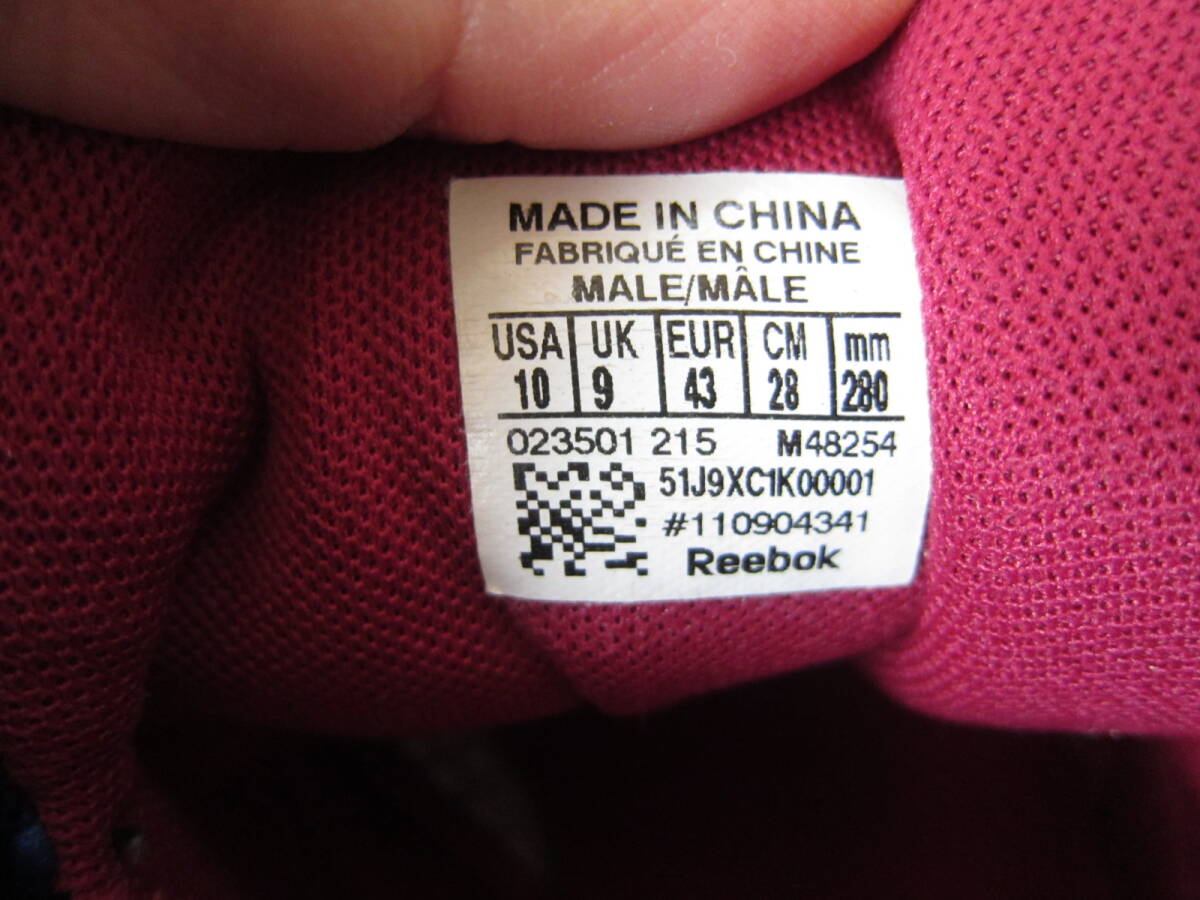 MADE IN CHINA
FABRIQUÉ EN CHINE
MALE/MÂLE
USA UK EUR CM mm
10 9 43 28 280
023501 215 M48254
51J9XC1K00001
#110904341
Reebok